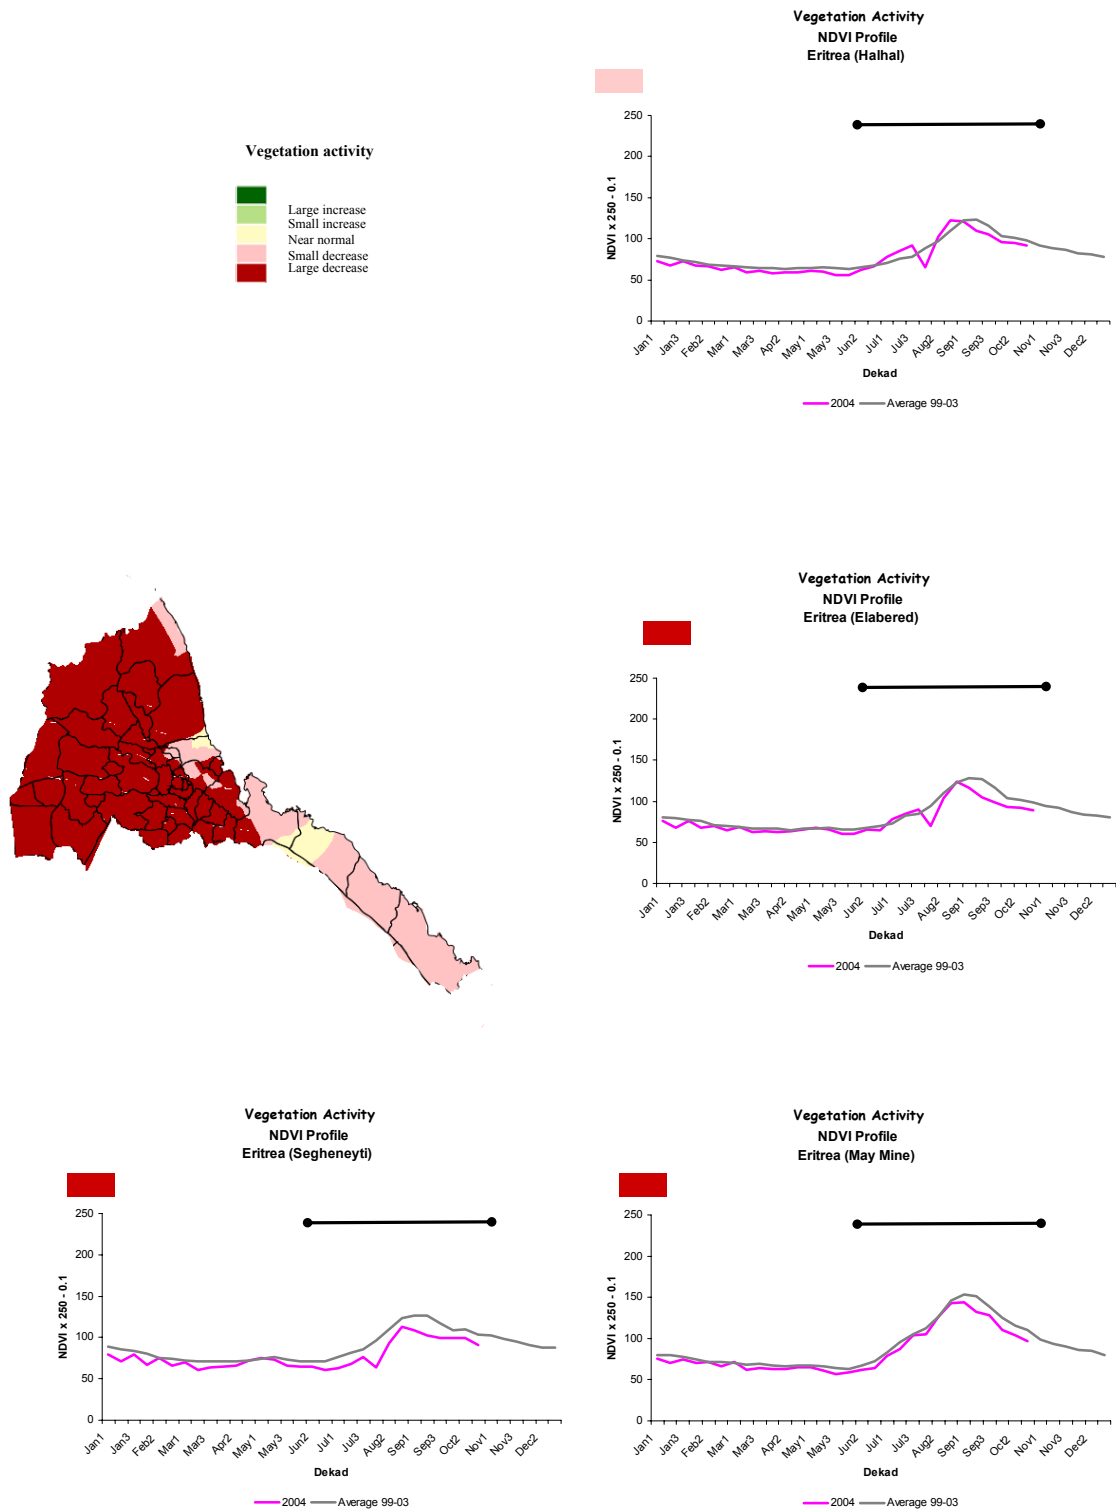 Vegetation Activity
NDVI Profile
Eritrea (Halhal)
NDVI x 250 - 0.1
250
200
150
100
50
0
Jan1 Jan3 Feb2 Mar1 Mar3 Apr2 May1 May3 Jun2 Jul1 Jul3 Aug2 Sep1 Sep3 Oct2 Nov1 Nov3 Dec2
Dekad
2004 Average 99-03
Vegetation activity
Large increase
Small increase
Near normal
Small decrease
Large decrease
Vegetation Activity
NDVI Profile
Eritrea (Elabered)
NDVI x 250 - 0.1
250
200
150
100
50
0
Jan1 Jan3 Feb2 Mar1 Mar3 Apr2 May1 May3 Jun2 Jul1 Jul3 Aug2 Sep1 Sep3 Oct2 Nov1 Nov3 Dec2
Dekad
2004 Average 99-03
Vegetation Activity
NDVI Profile
Eritrea (Segheneyti)
NDVI x 250 - 0.1
250
200
150
100
50
0
Jan1 Jan3 Feb2 Mar1 Mar3 Apr2 May1 May3 Jun2 Jul1 Jul3 Aug2 Sep1 Sep3 Oct2 Nov1 Nov3 Dec2
Dekad
2004 Average 99-03
Vegetation Activity
NDVI Profile
Eritrea (May Mine)
NDVI x 250 - 0.1
250
200
150
100
50
0
Jan1 Jan3 Feb2 Mar1 Mar3 Apr2 May1 May3 Jun2 Jul1 Jul3 Aug2 Sep1 Sep3 Oct2 Nov1 Nov3 Dec2
Dekad
2004 Average 99-03